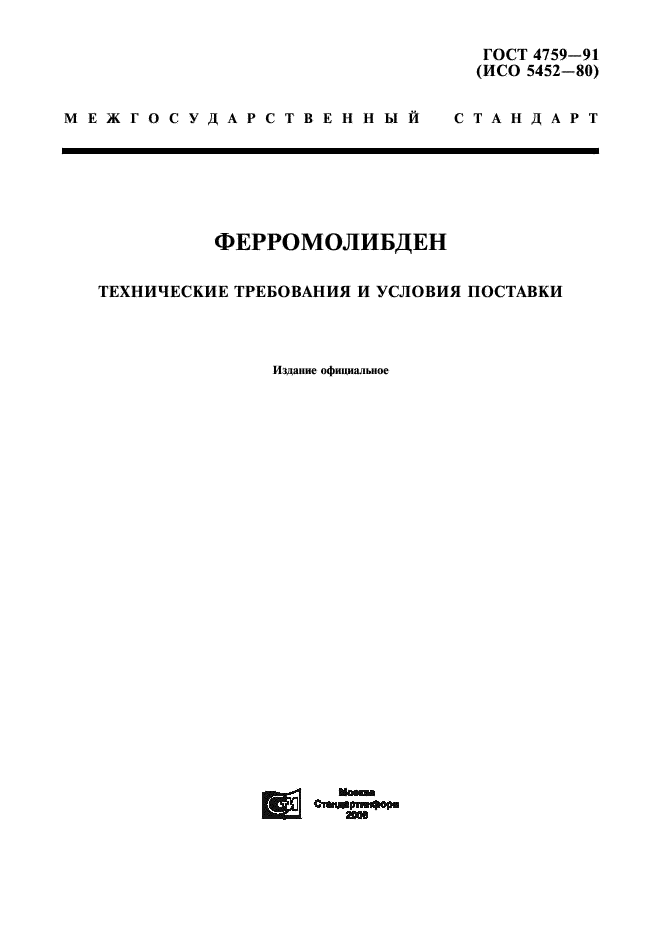 ГОСТ 4759—91
(ИСО 5452—80)
МЕЖГОСУДАРСТВЕННЫЙ СТАНДАРТ
ФЕРРОМОЛИБДЕН
ТЕХНИЧЕСКИЕ ТРЕБОВАНИЯ И УСЛОВИЯ ПОСТАВКИ
Издание официальное
Москва
Стандартинформ